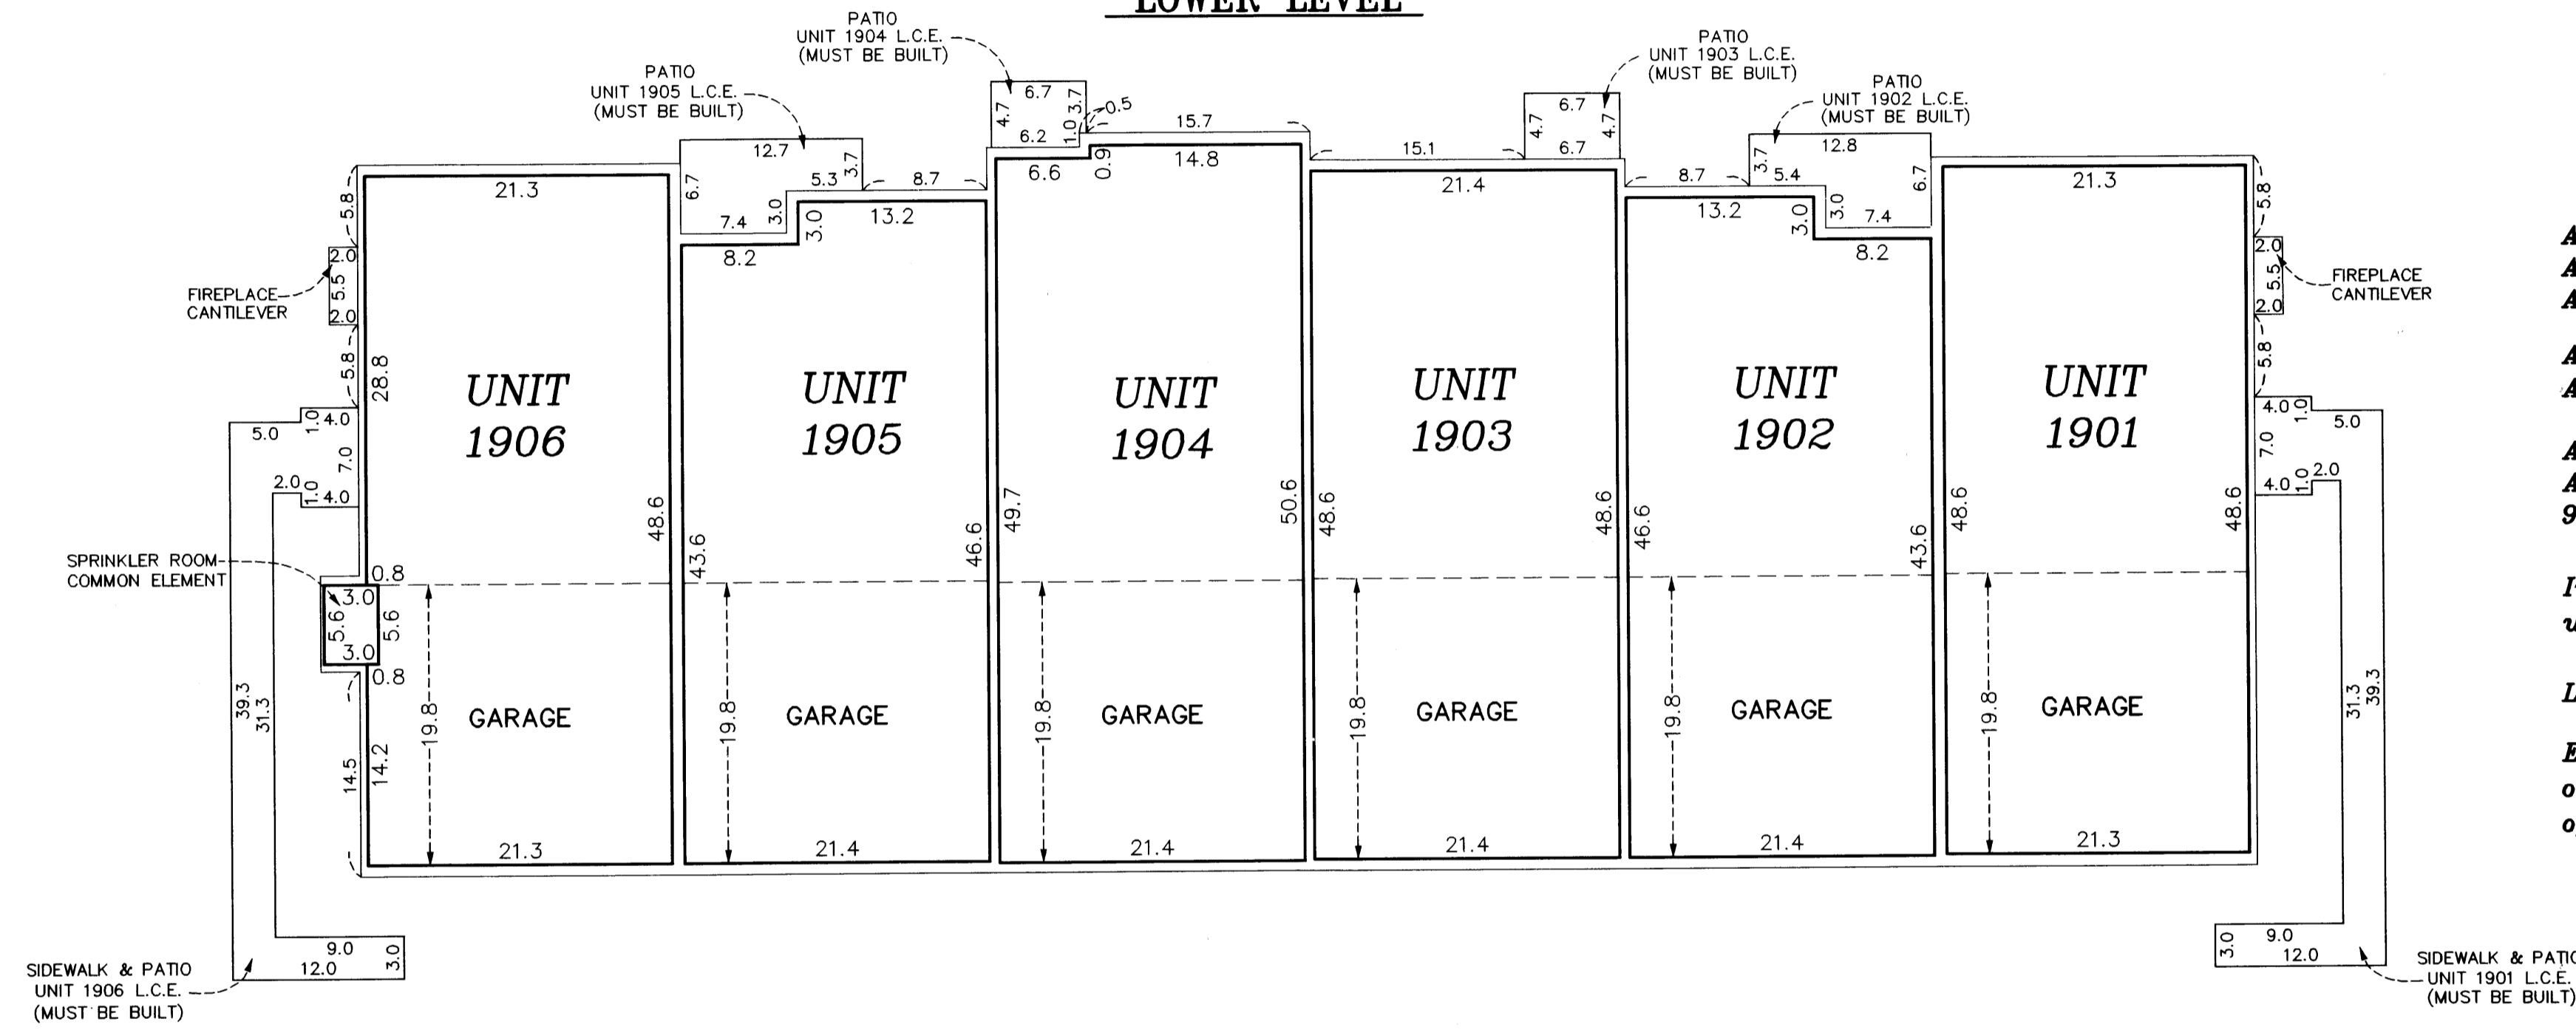 LOWER LEVEL
PATIO
UNIT 1904 L.C.E.
(MUST BE BUILT)
PATIO
UNIT 1905 L.C.E.
(MUST BE BUILT)
PATIO
UNIT 1903 L.C.E.
(MUST BE BUILT)
PATIO
UNIT 1902 L.C.E.
(MUST BE BUILT)
6.7
4.7
3.7
6.2
1.0
0.5
15.7
12.7
6.7
5.3
3.7
8.7
7.4
3.0
6.7
4.7
4.7
6.7
15.1
12.8
3.7
5.4
6.7
8.7
3.0
7.4
21.3
8.2
3.0
13.2
6.6
0.9
14.8
21.4
13.2
3.0
8.2
21.3
5.8
2.0
5.5
2.0
5.8
FIREPLACE
CANTILEVER
5.8
2.0
5.5
2.0
5.8
FIREPLACE
CANTILEVER
28.8
UNIT
1906
UNIT
1905
UNIT
1904
UNIT
1903
UNIT
1902
UNIT
1901
1.0
4.0
5.0
7.0
2.0
1.0
4.0
4.0
1.0
5.0
7.0
2.0
4.0
1.0
48.6
43.6
46.6
49.7
50.6
48.6
48.6
46.6
43.6
48.6
48.6
SPRINKLER ROOM
COMMON ELEMENT
0.8
3.0
5.6
5.6
3.0
0.8
39.3
31.3
14.5
14.2
19.8
19.8
19.8
19.8
19.8
19.8
GARAGE
GARAGE
GARAGE
GARAGE
GARAGE
GARAGE
31.3
39.3
21.3
21.4
21.4
21.4
21.4
21.3
9.0
12.0
3.0
SIDEWALK & PATIO
UNIT 1906 L.C.E.
(MUST BE BUILT)
3.0
9.0
12.0
SIDEWALK & PATIO
UNIT 1901 L.C.E.
(MUST BE BUILT)